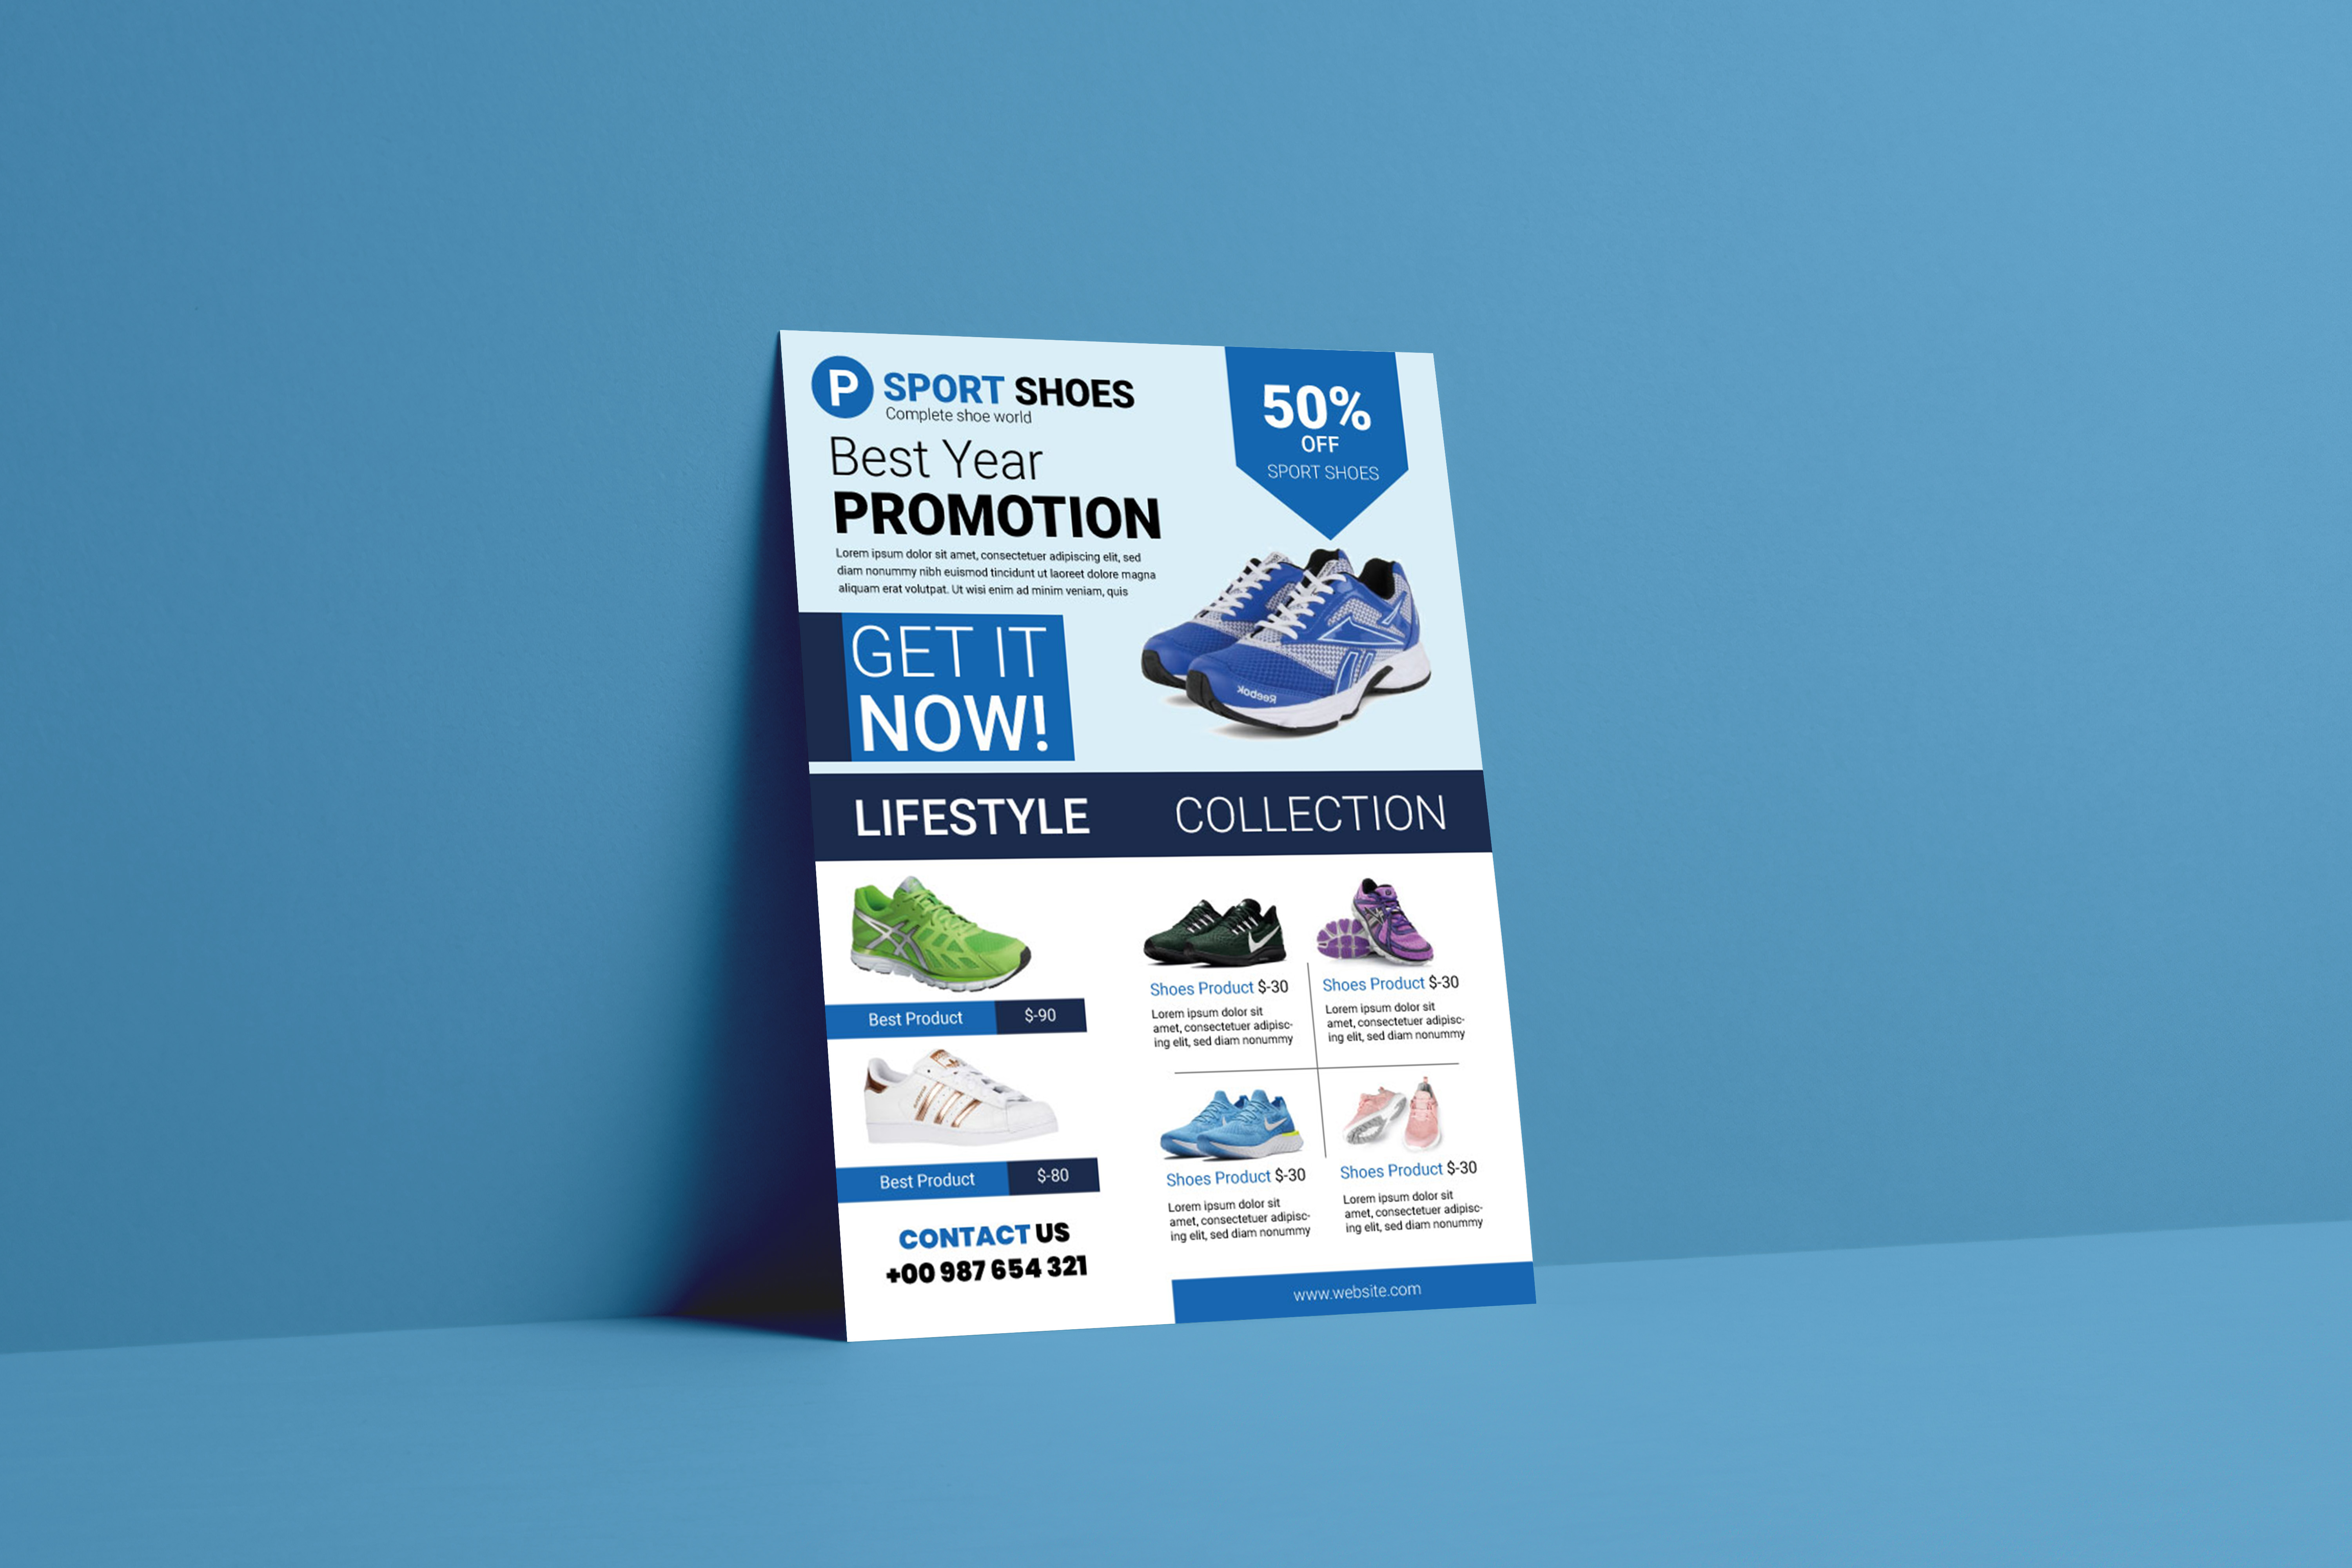 P
SPORT SHOES
Complete shoe world
Best Year
PROMOTION
Lorem ipsum dolor sit amet, consectetuer adipiscing elit, sed
diam nonummy nibh euismod tincidunt ut laoreet dolore magna
aliquam erat volutpat. Ut wisi enim ad minim veniam, quis
50%
OFF
SPORT SHOES
GET IT
NOW!
Reebok
LIFESTYLE COLLECTION
Best Product $-90
Best Product $-80
CONTACT US
+00 987 654 321
Shoes Product $-30
Lorem ipsum dolor sit
amet, consectetuer adipisc-
ing elit, sed diam nonummy
Shoes Product $-30
Lorem ipsum dolor sit
amet, consectetuer adipisc-
ing elit, sed diam nonummy
Shoes Product $-30
Lorem ipsum dolor sit
amet, consectetuer adipisc-
ing elit, sed diam nonummy
Shoes Product $-30
Lorem ipsum dolor sit
amet, consectetuer adipisc-
ing elit, sed diam nonummy
www.website.com